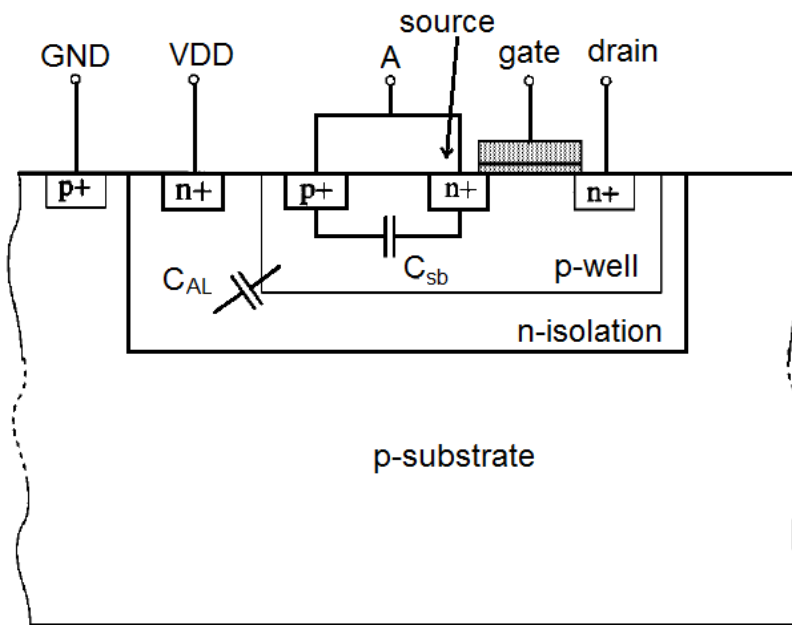 source
GND VDD A gate drain
p+ n+ p+ n+ n+
C_AL C_sb p-well
n-isolation
p-substrate